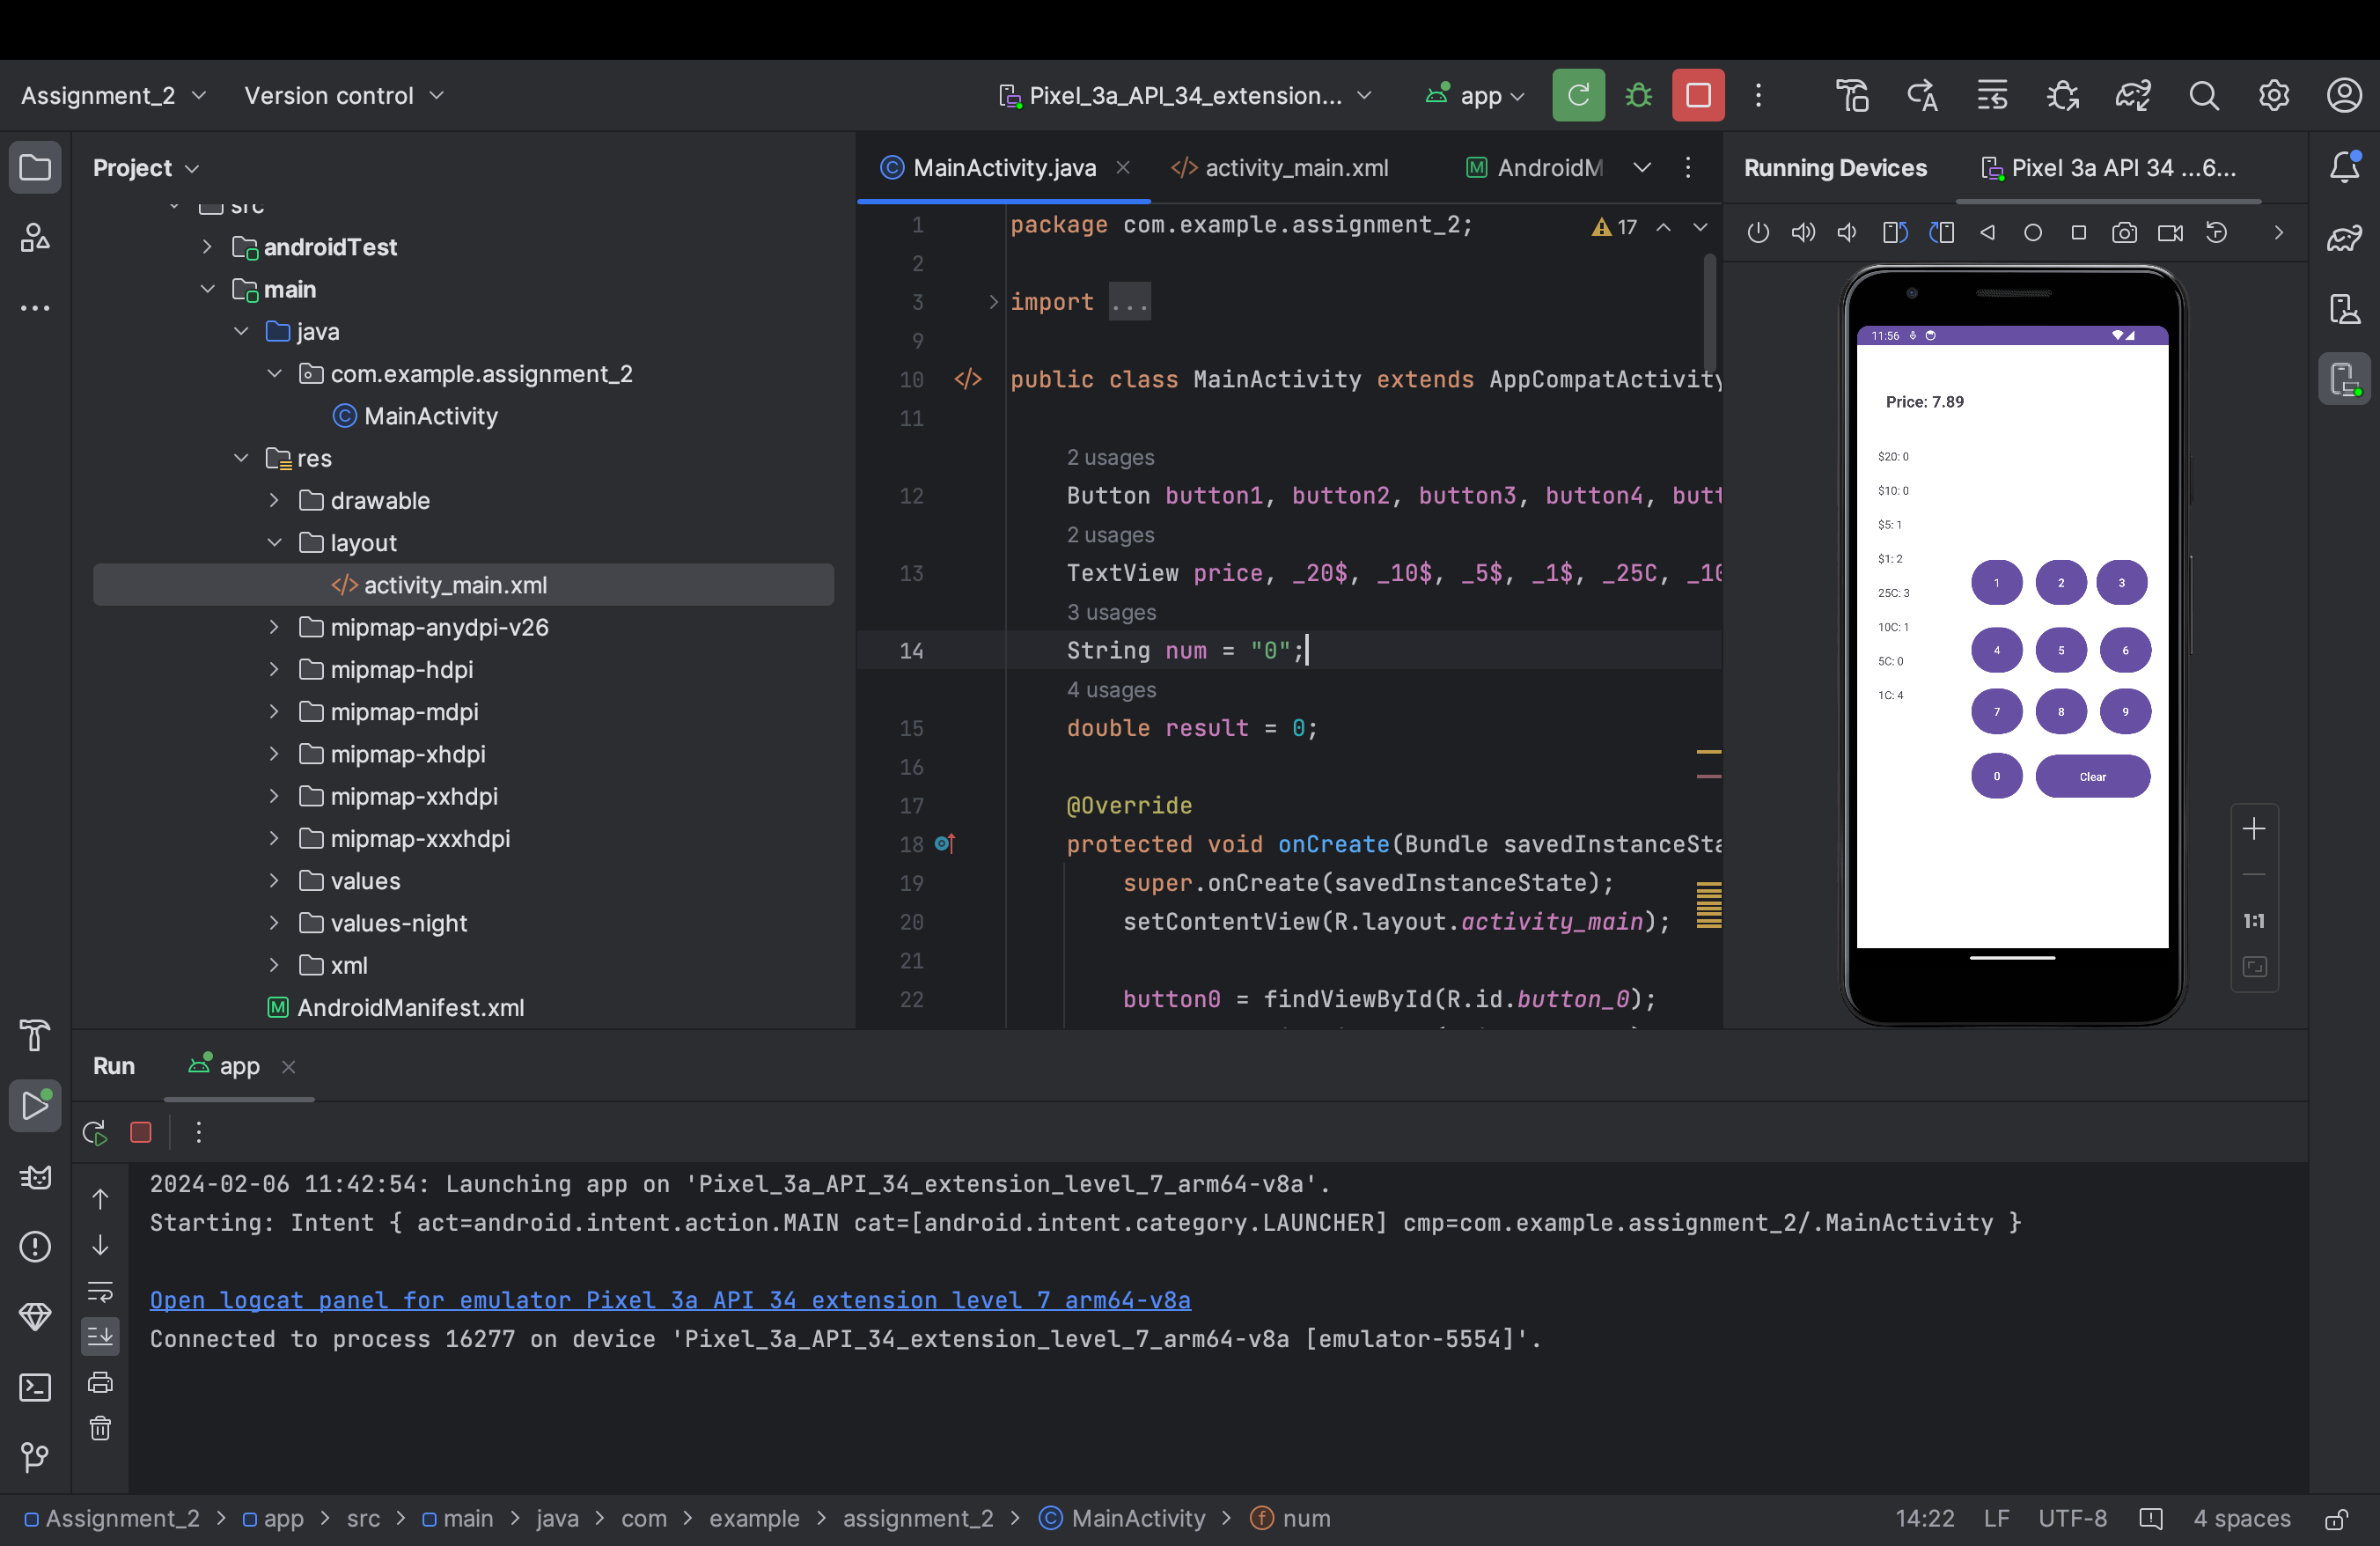 Assignment_2 Version control Pixel_3a_API_34_extension... app
Project
src
androidTest
main
java
com.example.assignment_2
MainActivity
res
drawable
layout
activity_main.xml
mipmap-anydpi-v26
mipmap-hdpi
mipmap-mdpi
mipmap-xhdpi
mipmap-xxhdpi
mipmap-xxxhdpi
values
values-night
xml
AndroidManifest.xml
MainActivity.java activity_main.xml AndroidM
17
1 package com.example.assignment_2;
2
3 import ...
9
10 public class MainActivity extends AppCompatActivity
11
2 usages
12 Button button1, button2, button3, button4, butt
2 usages
13 TextView price, _20$, _10$, _5$, _1$, _25C, _10
3 usages
14 String num = "0";
4 usages
15 double result = 0;
16
17 @Override
18 protected void onCreate(Bundle savedInstanceSta
19 super.onCreate(savedInstanceState);
20 setContentView(R.layout.activity_main);
21
22 button0 = findViewById(R.id.button_0);
Running Devices Pixel 3a API 34 ...6...
11:56
Price: 7.89
$20: 0
$10: 0
$5: 1
$1: 2
25C: 3
10C: 1
5C: 0
1C: 4
1 2 3
4 5 6
7 8 9
0 Clear
1:1
Run app
2024-02-06 11:42:54: Launching app on 'Pixel_3a_API_34_extension_level_7_arm64-v8a'.
Starting: Intent { act=android.intent.action.MAIN cat=[android.intent.category.LAUNCHER] cmp=com.example.assignment_2/.MainActivity }
Open logcat panel for emulator Pixel 3a API 34 extension level 7 arm64-v8a
Connected to process 16277 on device 'Pixel_3a_API_34_extension_level_7_arm64-v8a [emulator-5554]'.
Assignment_2 > app > src > main > java > com > example > assignment_2 > MainActivity > num
14:22 LF UTF-8 4 spaces